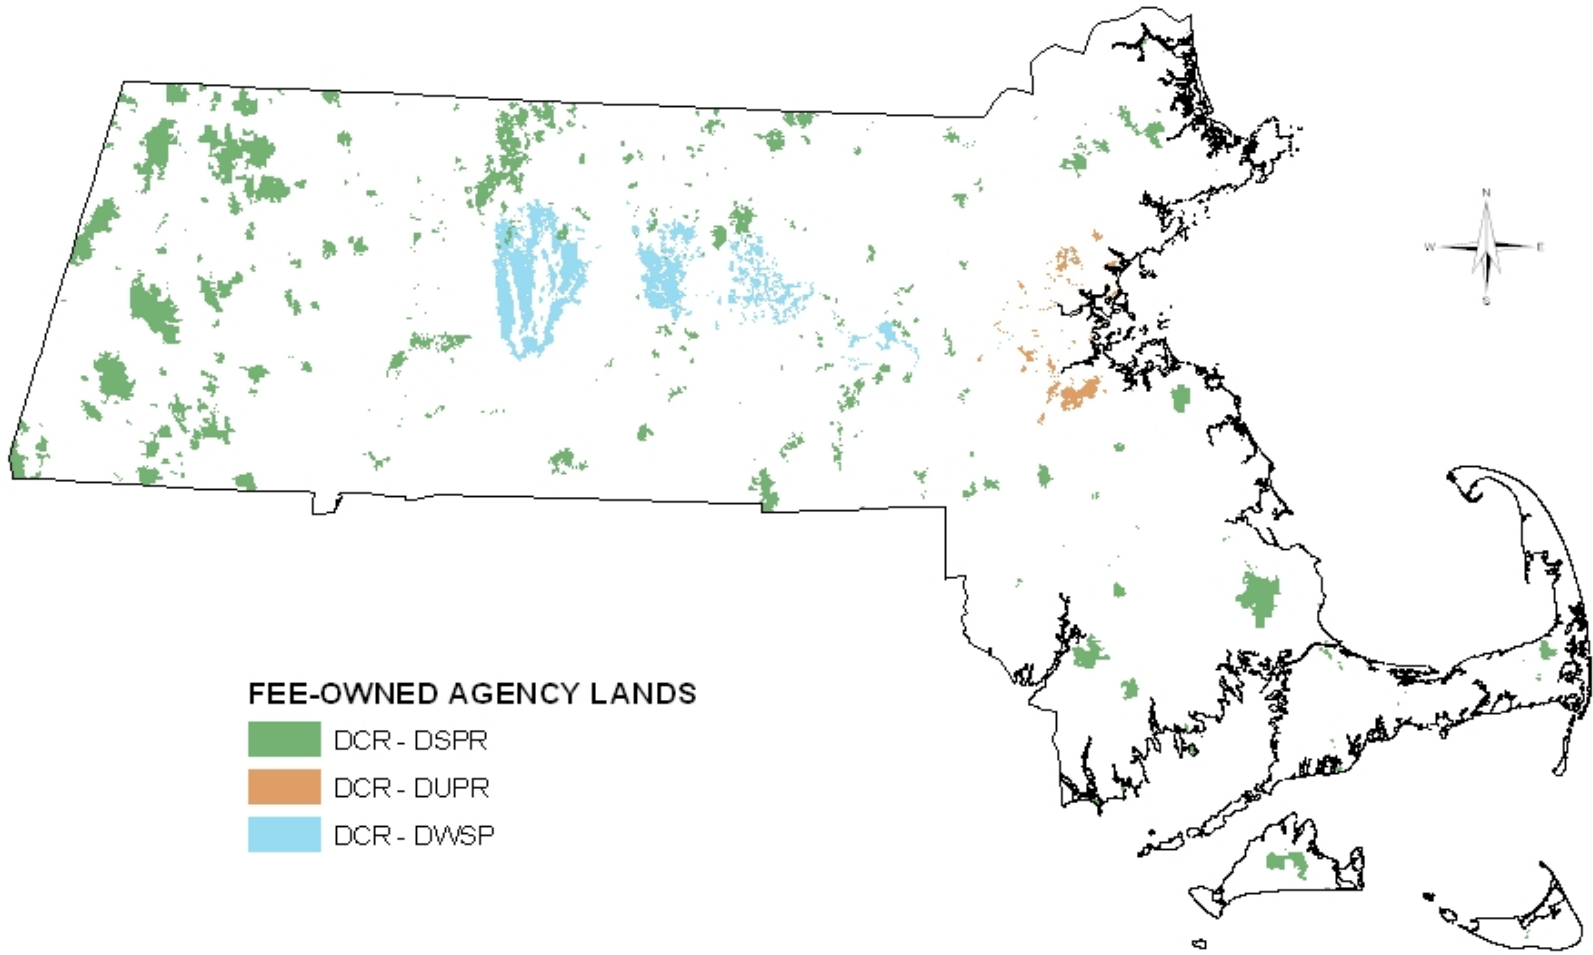 N
W E
S
FEE-OWNED AGENCY LANDS
DCR - DSPR
DCR - DUPR
DCR - DWSP